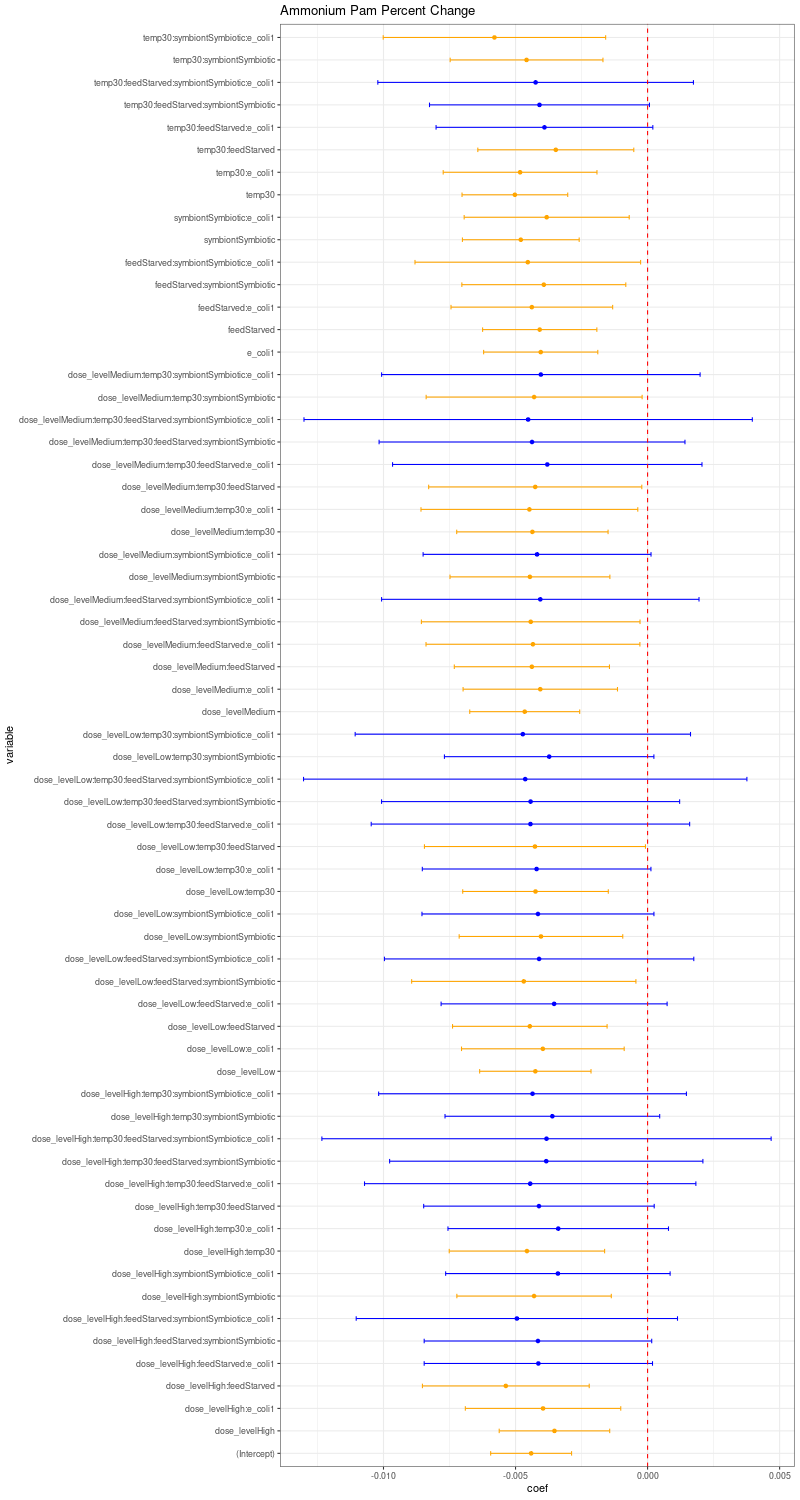 Ammonium Pam Percent Change
temp30:symbiontSymbiotic:e_coli1
temp30:symbiontSymbiotic
temp30:feedStarved:symbiontSymbiotic:e_coli1
temp30:feedStarved:symbiontSymbiotic
temp30:feedStarved:e_coli1
temp30:feedStarved
temp30:e_coli1
temp30
symbiontSymbiotic:e_coli1
symbiontSymbiotic
feedStarved:symbiontSymbiotic:e_coli1
feedStarved:symbiontSymbiotic
feedStarved:e_coli1
feedStarved
e_coli1
dose_levelMedium:temp30:symbiontSymbiotic:e_coli1
dose_levelMedium:temp30:symbiontSymbiotic
dose_levelMedium:temp30:feedStarved:symbiontSymbiotic:e_coli1
dose_levelMedium:temp30:feedStarved:symbiontSymbiotic
dose_levelMedium:temp30:feedStarved:e_coli1
dose_levelMedium:temp30:feedStarved
dose_levelMedium:temp30:e_coli1
dose_levelMedium:temp30
dose_levelMedium:symbiontSymbiotic:e_coli1
dose_levelMedium:symbiontSymbiotic
dose_levelMedium:feedStarved:symbiontSymbiotic:e_coli1
dose_levelMedium:feedStarved:symbiontSymbiotic
dose_levelMedium:feedStarved:e_coli1
dose_levelMedium:feedStarved
dose_levelMedium:e_coli1
dose_levelMedium
dose_levelLow:temp30:symbiontSymbiotic:e_coli1
dose_levelLow:temp30:symbiontSymbiotic
dose_levelLow:temp30:feedStarved:symbiontSymbiotic:e_coli1
dose_levelLow:temp30:feedStarved:symbiontSymbiotic
dose_levelLow:temp30:feedStarved:e_coli1
dose_levelLow:temp30:feedStarved
dose_levelLow:temp30:e_coli1
dose_levelLow:temp30
dose_levelLow:symbiontSymbiotic:e_coli1
dose_levelLow:symbiontSymbiotic
dose_levelLow:feedStarved:symbiontSymbiotic:e_coli1
dose_levelLow:feedStarved:symbiontSymbiotic
dose_levelLow:feedStarved:e_coli1
dose_levelLow:feedStarved
dose_levelLow:e_coli1
dose_levelLow
dose_levelHigh:temp30:symbiontSymbiotic:e_coli1
dose_levelHigh:temp30:symbiontSymbiotic
dose_levelHigh:temp30:feedStarved:symbiontSymbiotic:e_coli1
dose_levelHigh:temp30:feedStarved:symbiontSymbiotic
dose_levelHigh:temp30:feedStarved:e_coli1
dose_levelHigh:temp30:feedStarved
dose_levelHigh:temp30:e_coli1
dose_levelHigh:temp30
dose_levelHigh:symbiontSymbiotic:e_coli1
dose_levelHigh:symbiontSymbiotic
dose_levelHigh:feedStarved:symbiontSymbiotic:e_coli1
dose_levelHigh:feedStarved:symbiontSymbiotic
dose_levelHigh:feedStarved:e_coli1
dose_levelHigh:feedStarved
dose_levelHigh:e_coli1
dose_levelHigh
(Intercept)
variable
-0.010 -0.005 0.000 0.005
coef